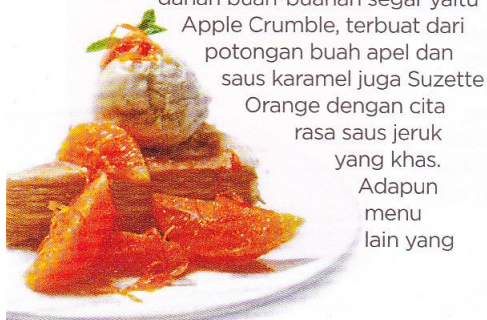 buah-buahan segar yaitu
Apple Crumble, terbuat dari
potongan buah apel dan
saus karamel juga Suzette
Orange dengan cita
rasa saus jeruk
yang khas.
Adapun
menu
lain yang